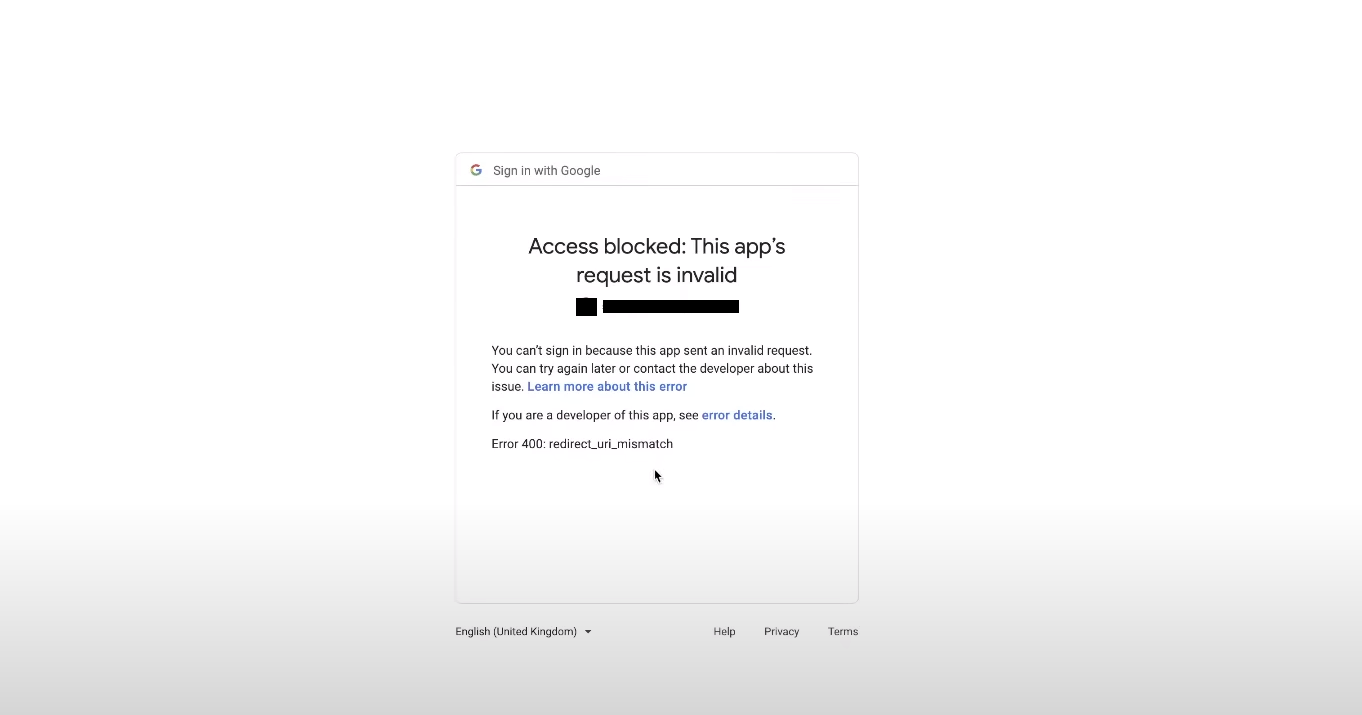 Sign in with Google
Access blocked: This app's
request is invalid
You can't sign in because this app sent an invalid request.
You can try again later or contact the developer about this
issue. Learn more about this error
If you are a developer of this app, see error details.
Error 400: redirect_uri_mismatch
English (United Kingdom) Help Privacy Terms